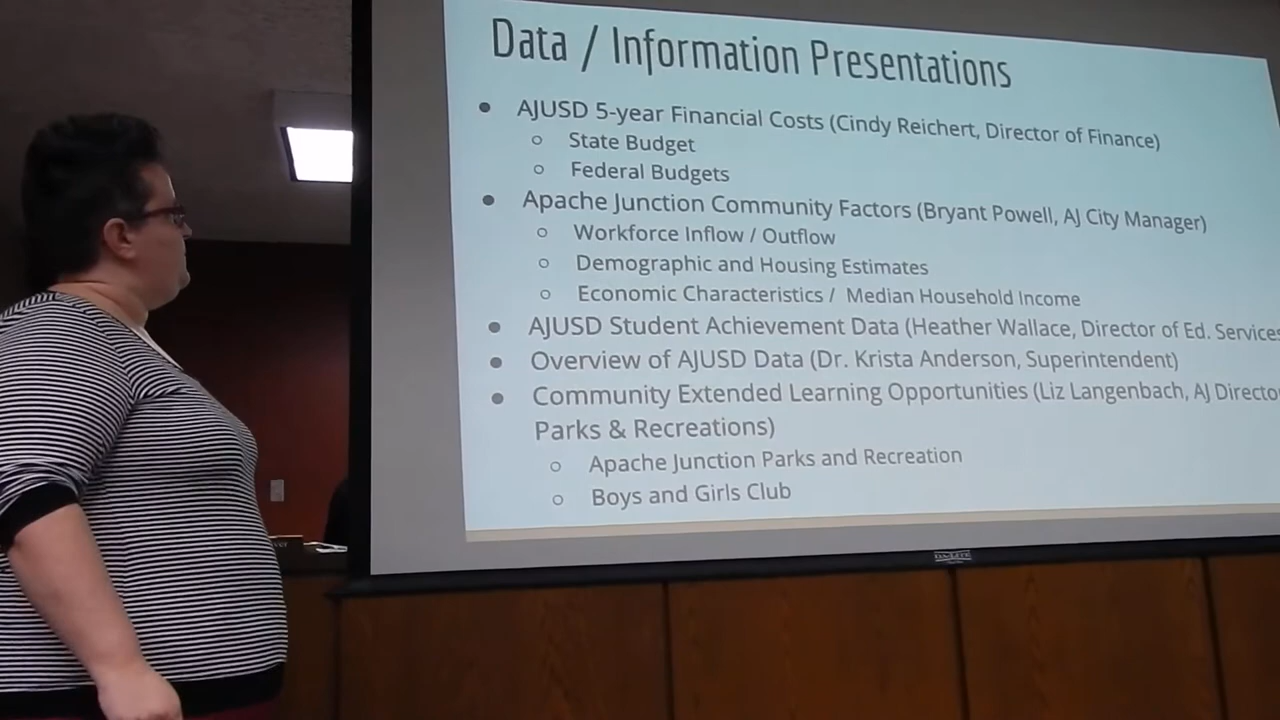 Data / Information Presentations
AJUSD 5-year Financial Costs (Cindy Reichert, Director of Finance)
State Budget
Federal Budgets
Apache Junction Community Factors (Bryant Powell, AJ City Manager)
Workforce Inflow / Outflow
Demographic and Housing Estimates
Economic Characteristics / Median Household Income
AJUSD Student Achievement Data (Heather Wallace, Director of Ed. Services
Overview of AJUSD Data (Dr. Krista Anderson, Superintendent)
Community Extended Learning Opportunities (Liz Langenbach, AJ Directo
Parks & Recreations)
Apache Junction Parks and Recreation
Boys and Girls Club